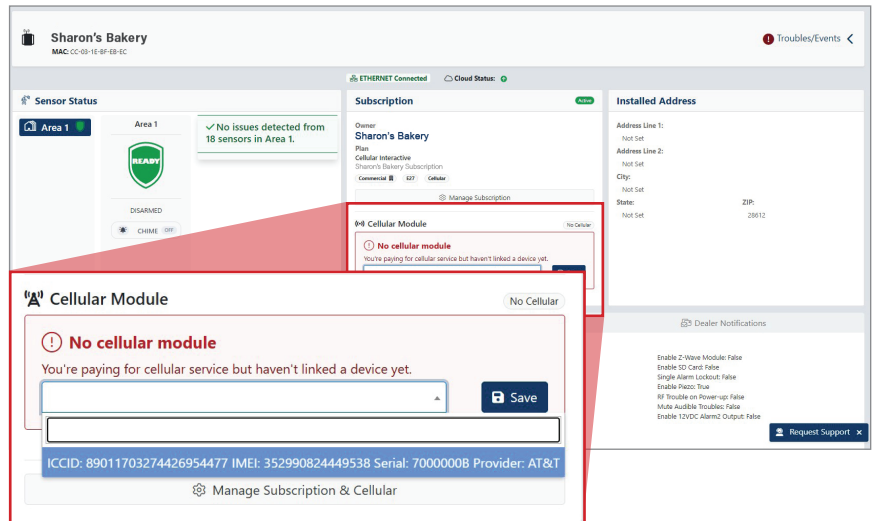 Sharon's Bakery
MAC: CC-03-1E-BF-EB-EC
Troubles/Events
ETHERNET Connected
Cloud Status:
Sensor Status
Area 1
Area 1
READY
DISARMED
CHIME OFF
No issues detected from
18 sensors in Area 1.
Subscription
Active
Owner
Sharon's Bakery
Plan
Cellular Interactive
Sharon's Bakery Subscription
Commercial
E27
Cellular
Manage Subscription
Cellular Module
No Cellular
No cellular module
You're paying for cellular service but haven't linked a device yet.
Installed Address
Address Line 1:
Not Set
Address Line 2:
Not Set
City:
Not Set
State:
ZIP:
Not Set
28612
Dealer Notifications
Enable Z-Wave Module: False
Enable SD Card: False
Single Alarm Lockout: False
Enable Piezo: True
RF Trouble on Power-up: False
Mute Audible Troubles: False
Enable 12VDC Alarm2 Output: False
Request Support ×
Cellular Module
No Cellular
No cellular module
You're paying for cellular service but haven't linked a device yet.
Save
ICCID: 89011703274426954477 IMEI: 352990824449538 Serial: 7000000B Provider: AT&T
Manage Subscription & Cellular